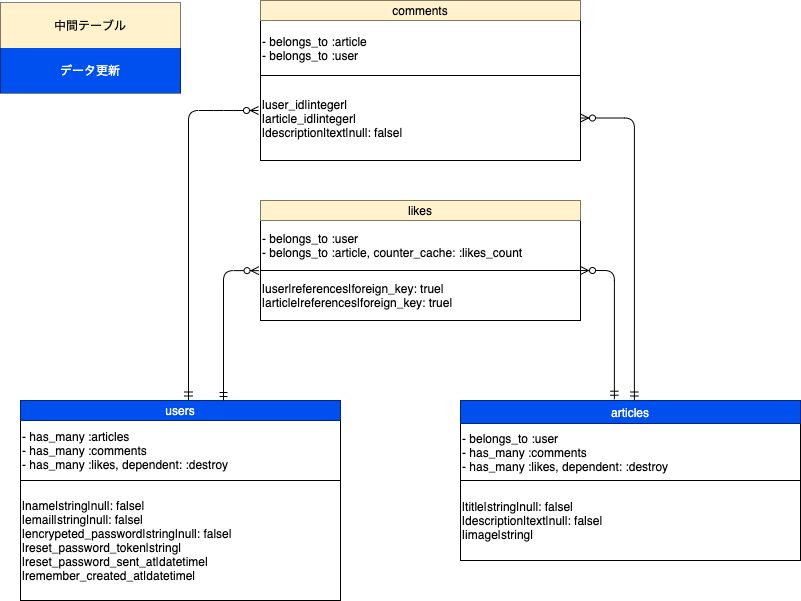 中間テーブル
データ更新
comments
- belongs_to :article
- belongs_to :user
|user_id|integer|
|article_id|integer|
|description|text|null: false|
likes
- belongs_to :user
- belongs_to :article, counter_cache: :likes_count
|user|references|foreign_key: true|
|article|references|foreign_key: true|
users
- has_many :articles
- has_many :comments
- has_many :likes, dependent: :destroy
|name|string|null: false|
|email|string|null: false|
|encrypeted_password|string|null: false|
|reset_password_token|string|
|reset_password_sent_at|datetime|
|remember_created_at|datetime|
articles
- belongs_to :user
- has_many :comments
- has_many :likes, dependent: :destroy
|title|string|null: false|
|description|text|null: false|
|image|string|